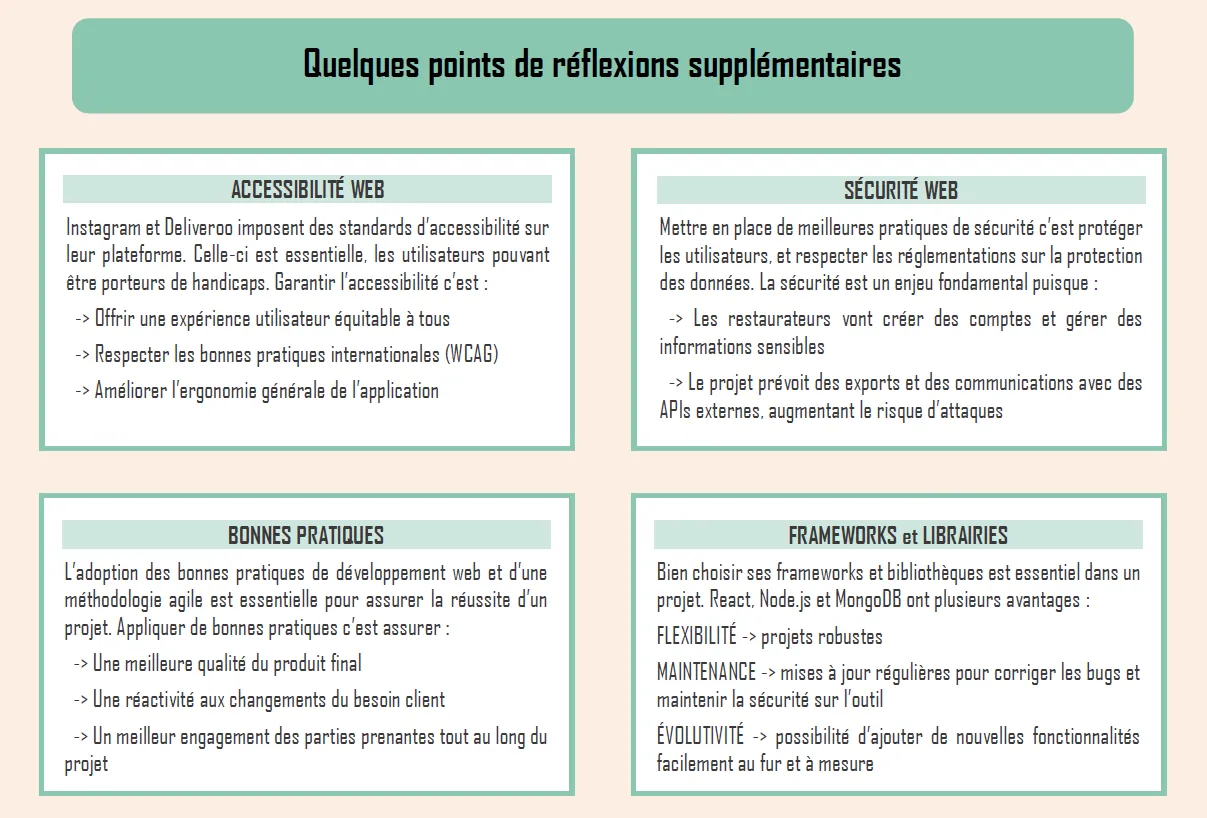 Quelques points de réflexions supplémentaires
ACCESSIBILITÉ WEB
Instagram et Deliveroo imposent des standards d'accessibilité sur
leur plateforme. Celle-ci est essentielle, les utilisateurs pouvant
être porteurs de handicaps. Garantir l'accessibilité c'est :
-> Offrir une expérience utilisateur équitable à tous
-> Respecter les bonnes pratiques internationales (WCAG)
-> Améliorer l'ergonomie générale de l'application
SÉCURITÉ WEB
Mettre en place de meilleures pratiques de sécurité c'est protéger
les utilisateurs, et respecter les réglementations sur la protection
des données. La sécurité est un enjeu fondamental puisque :
-> Les restaurateurs vont créer des comptes et gérer des
informations sensibles
-> Le projet prévoit des exports et des communications avec des
APIs externes, augmentant le risque d'attaques
BONNES PRATIQUES
L'adoption des bonnes pratiques de développement web et d'une
méthodologie agile est essentielle pour assurer la réussite d'un
projet. Appliquer de bonnes pratiques c'est assurer :
-> Une meilleure qualité du produit final
-> Une réactivité aux changements du besoin client
-> Un meilleur engagement des parties prenantes tout au long du
projet
FRAMEWORKS et LIBRAIRIES
Bien choisir ses frameworks et bibliothèques est essentiel dans un
projet. React, Node.js et MongoDB ont plusieurs avantages :
FLEXIBILITÉ -> projets robustes
MAINTENANCE -> mises à jour régulières pour corriger les bugs et
maintenir la sécurité sur l'outil
ÉVOLUTIVITÉ -> possibilité d'ajouter de nouvelles fonctionnalités
facilement au fur et à mesure